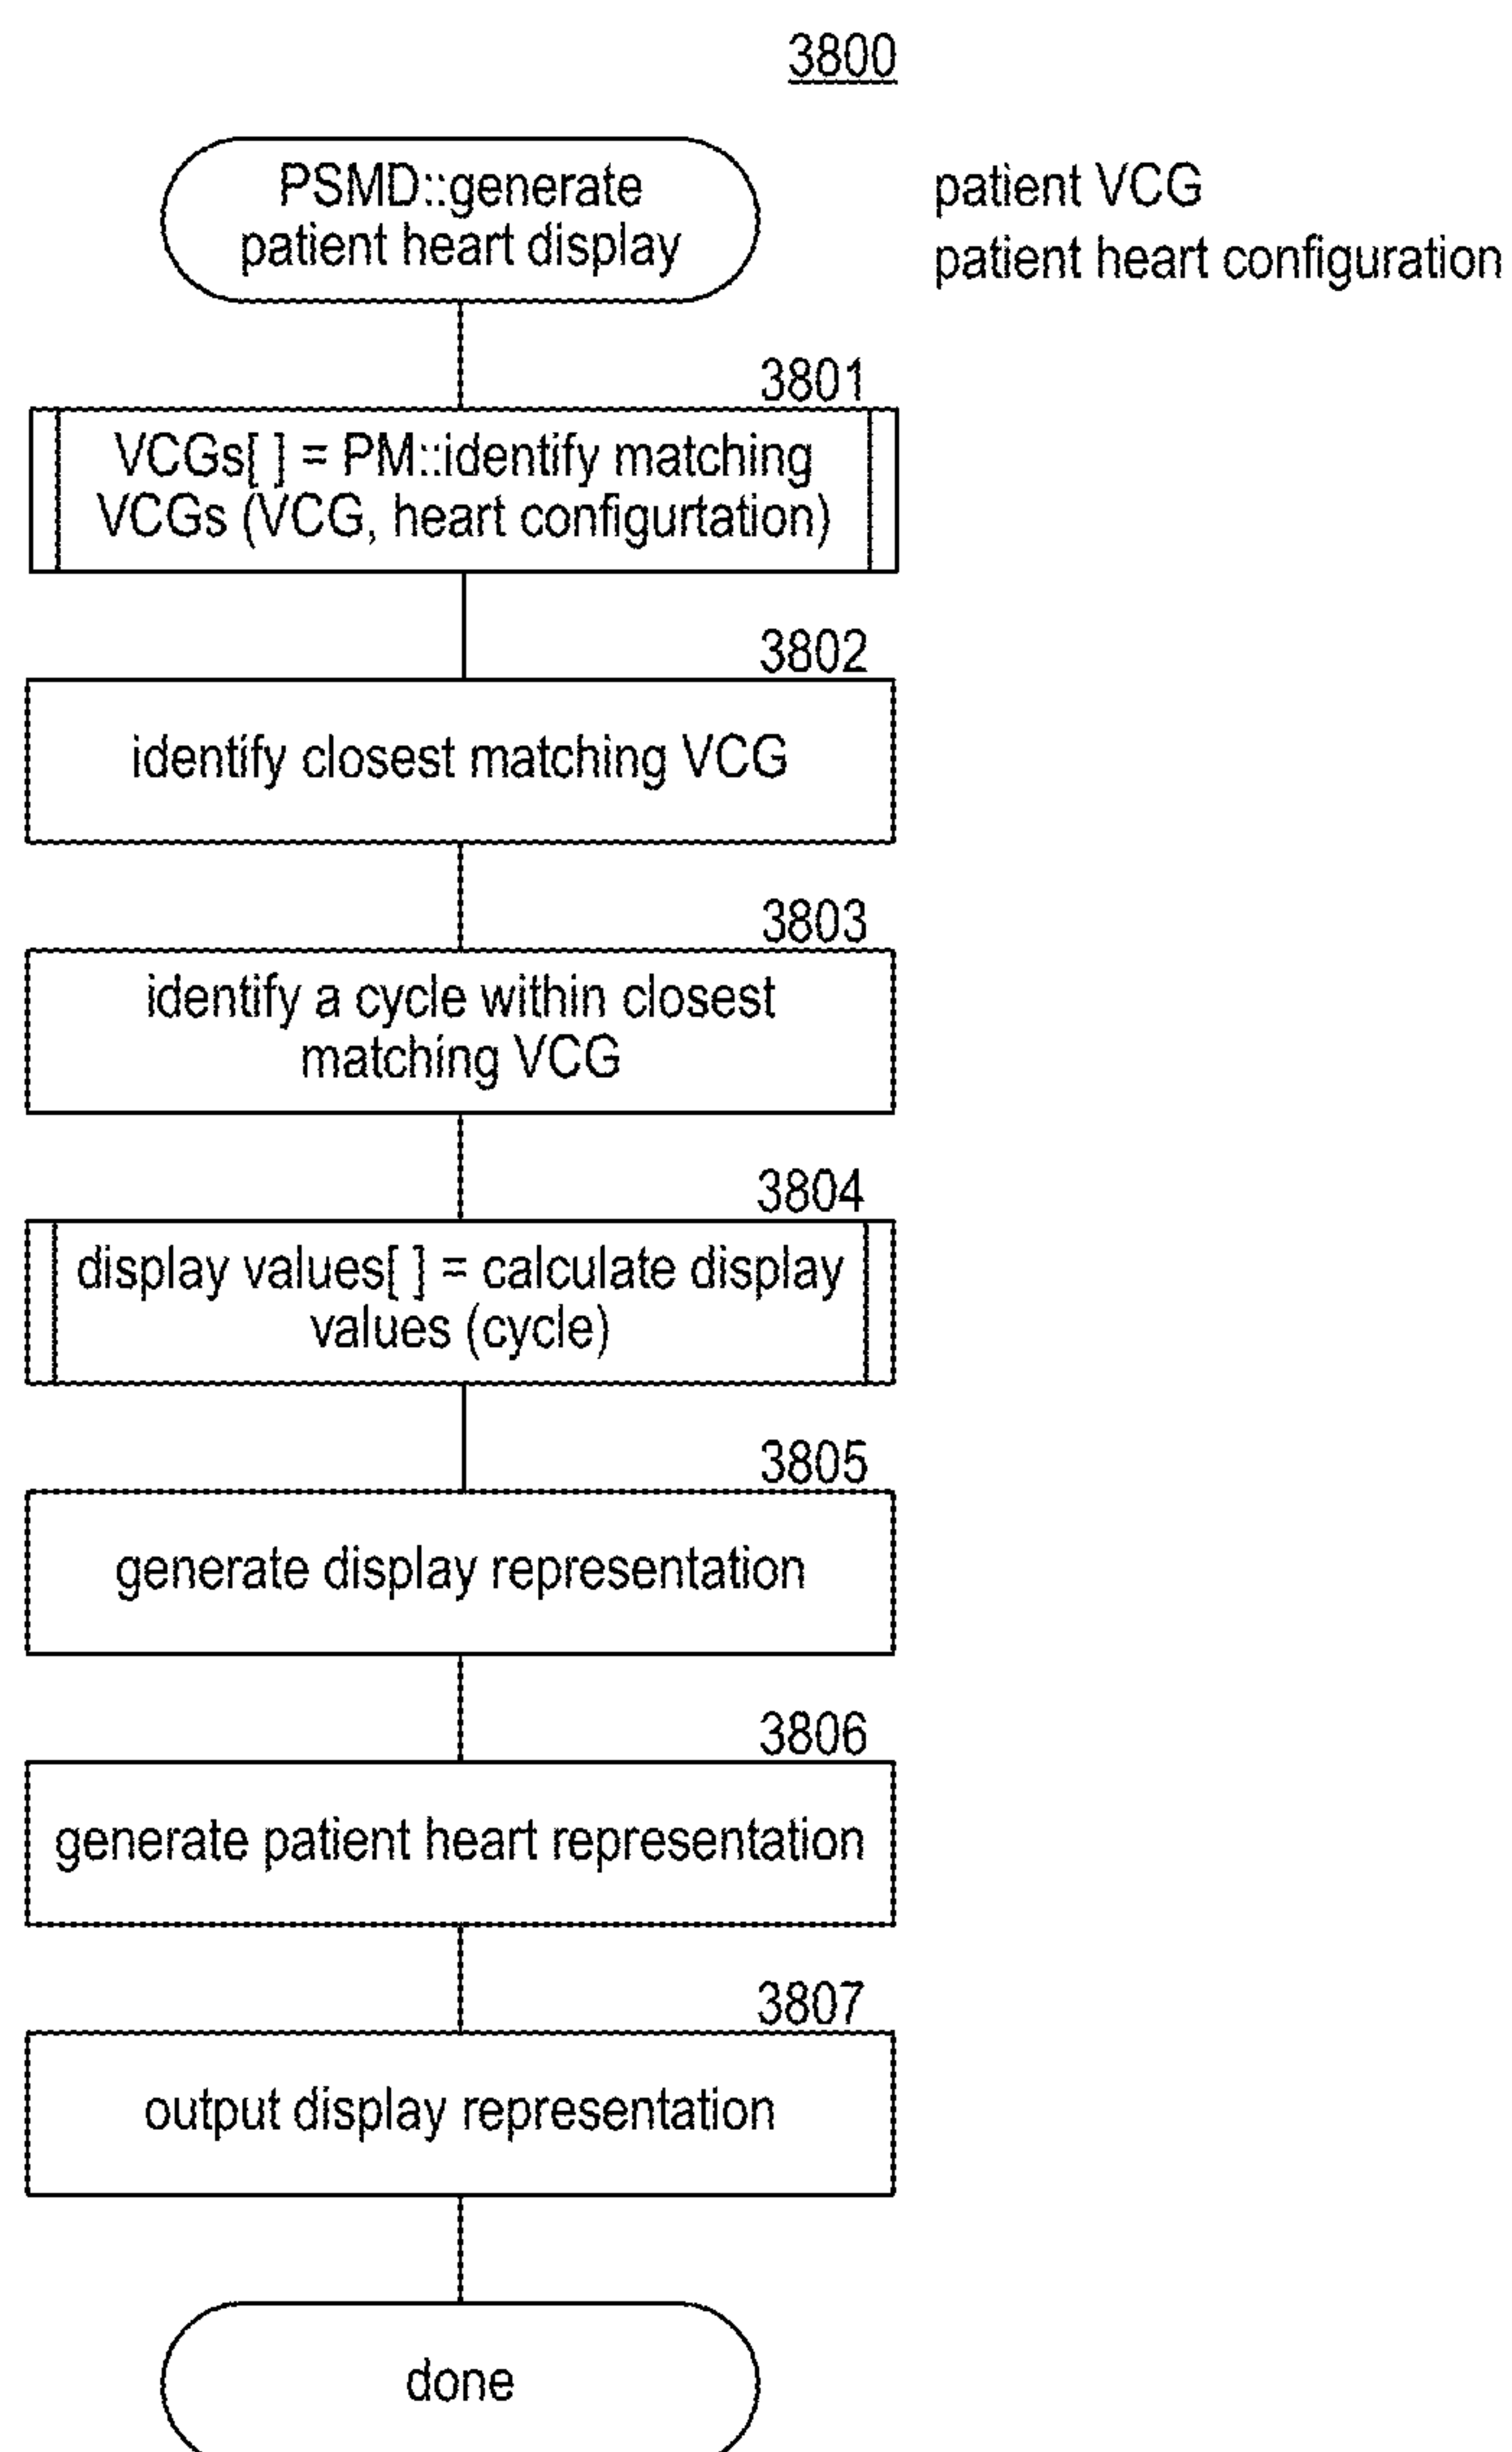 3800
PSMD::generate
patient heart display
patient VCG
patient heart configuration
3801
VCGs[ ] = PM::identify matching
VCGs (VCG, heart configurtation)
3802
identify closest matching VCG
3803
identify a cycle within closest
matching VCG
3804
display values[ ] = calculate display
values (cycle)
3805
generate display representation
3806
generate patient heart representation
3807
output display representation
done